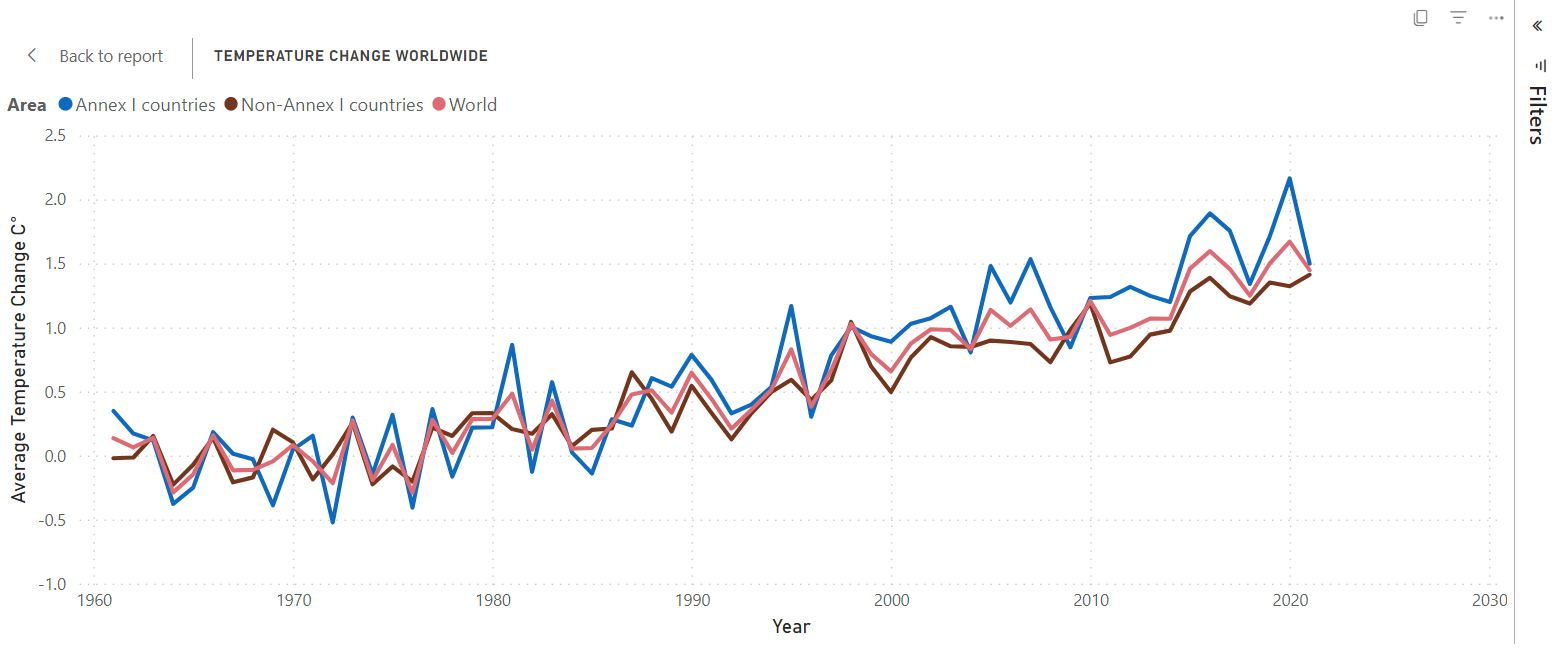 Back to report
TEMPERATURE CHANGE WORLDWIDE
Area Annex I countries Non-Annex I countries World
Average Temperature Change C°
2.5
2.0
1.5
1.0
0.5
0.0
-0.5
-1.0
1960 1970 1980 1990 2000 2010 2020 2030
Year
Filters